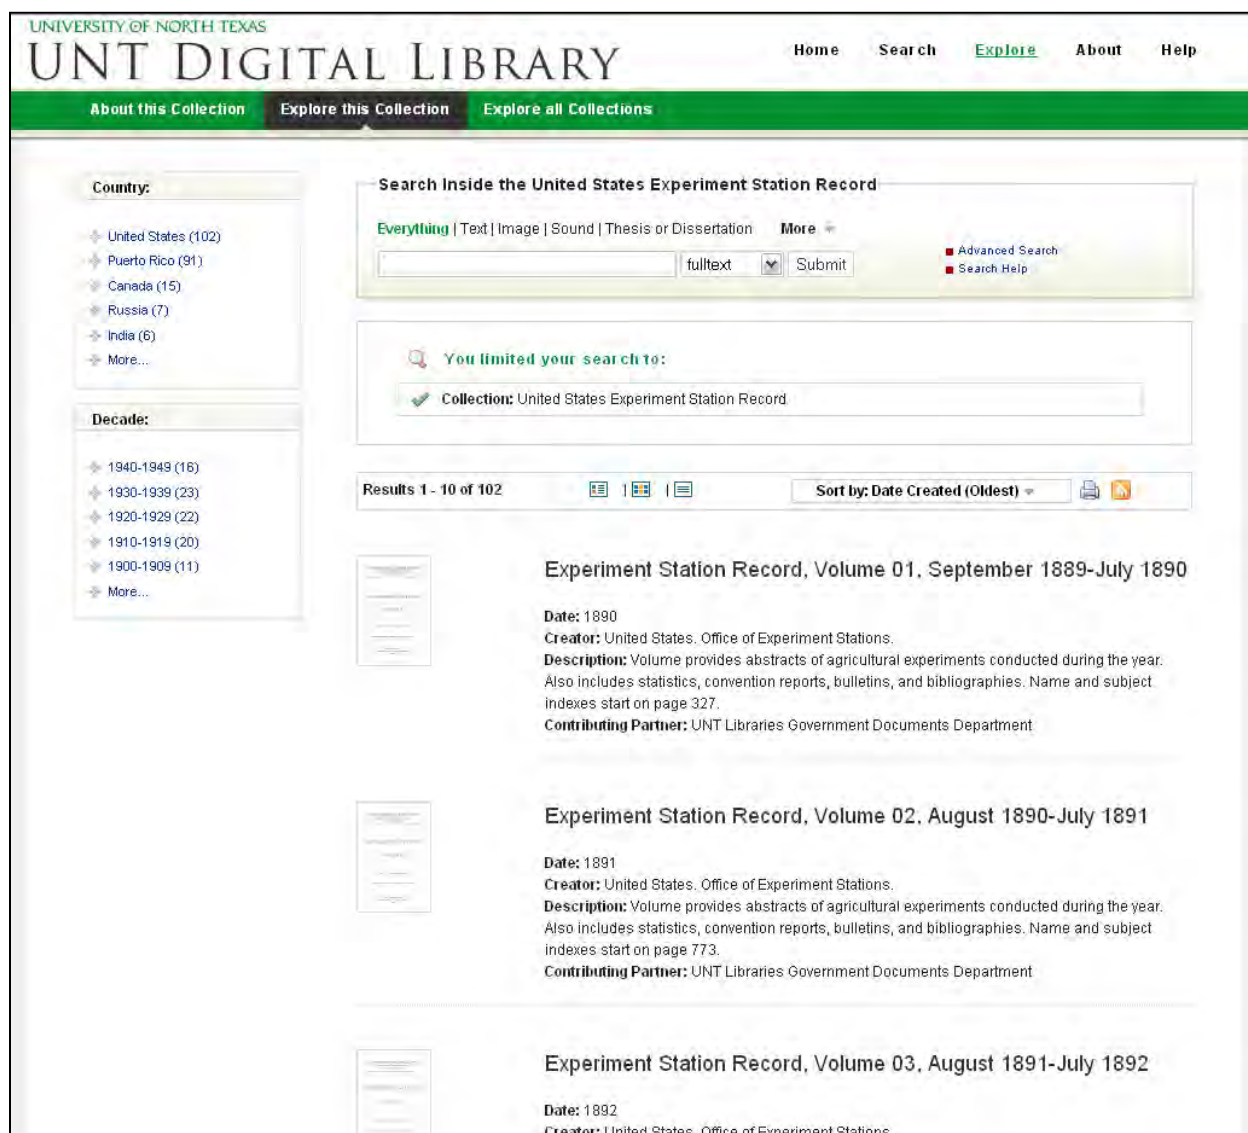 UNIVERSITY OF NORTH TEXAS
UNT DIGITAL LIBRARY
Home Search Explore About Help
About this Collection Explore this Collection Explore all Collections
Country:
United States (102)
Puerto Rico (91)
Canada (15)
Russia (7)
India (6)
More...
Decade:
1940-1949 (16)
1930-1939 (23)
1920-1929 (22)
1910-1919 (20)
1900-1909 (11)
More...
Search Inside the United States Experiment Station Record
Everything | Text | Image | Sound | Thesis or Dissertation More
fulltext Submit
Advanced Search
Search Help
You limited your search to:
Collection: United States Experiment Station Record
Results 1 - 10 of 102 | | Sort by: Date Created (Oldest)
Experiment Station Record, Volume 01, September 1889-July 1890
Date: 1890
Creator: United States. Office of Experiment Stations.
Description: Volume provides abstracts of agricultural experiments conducted during the year.
Also includes statistics, convention reports, bulletins, and bibliographies. Name and subject
indexes start on page 327.
Contributing Partner: UNT Libraries Government Documents Department
Experiment Station Record, Volume 02, August 1890-July 1891
Date: 1891
Creator: United States. Office of Experiment Stations.
Description: Volume provides abstracts of agricultural experiments conducted during the year.
Also includes statistics, convention reports, bulletins, and bibliographies. Name and subject
indexes start on page 773.
Contributing Partner: UNT Libraries Government Documents Department
Experiment Station Record, Volume 03, August 1891-July 1892
Date: 1892
Creator: United States. Office of Experiment Stations.